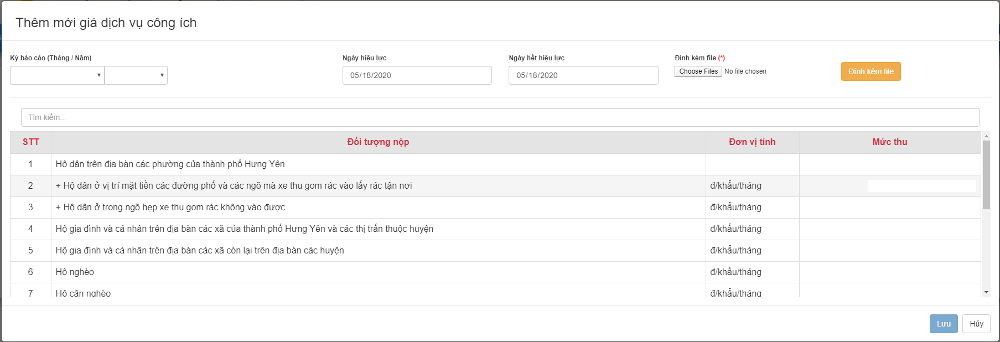 Thêm mới giá dịch vụ công ích
Kỳ báo cáo (Tháng / Năm)
Ngày hiệu lực
Ngày hết hiệu lực
Đính kèm file (*)
05/18/2020
05/18/2020
Choose Files No file chosen
Đính kèm file
Tìm kiếm...
STT Đối tượng nộp Đơn vị tính Mức thu
1 Hộ dân trên địa bàn các phường của thành phố Hưng Yên
2 + Hộ dân ở vị trí mặt tiền các đường phố và các ngõ mà xe thu gom rác vào lấy rác tận nơi đ/khẩu/tháng
3 + Hộ dân ở trong ngõ hẹp xe thu gom rác không vào được đ/khẩu/tháng
4 Hộ gia đình và cá nhân trên địa bàn các xã của thành phố Hưng Yên và các thị trấn thuộc huyện đ/khẩu/tháng
5 Hộ gia đình và cá nhân trên địa bàn các xã còn lại trên địa bàn các huyện đ/khẩu/tháng
6 Hộ nghèo đ/khẩu/tháng
7 Hộ cận nghèo đ/khẩu/tháng
Lưu
Hủy